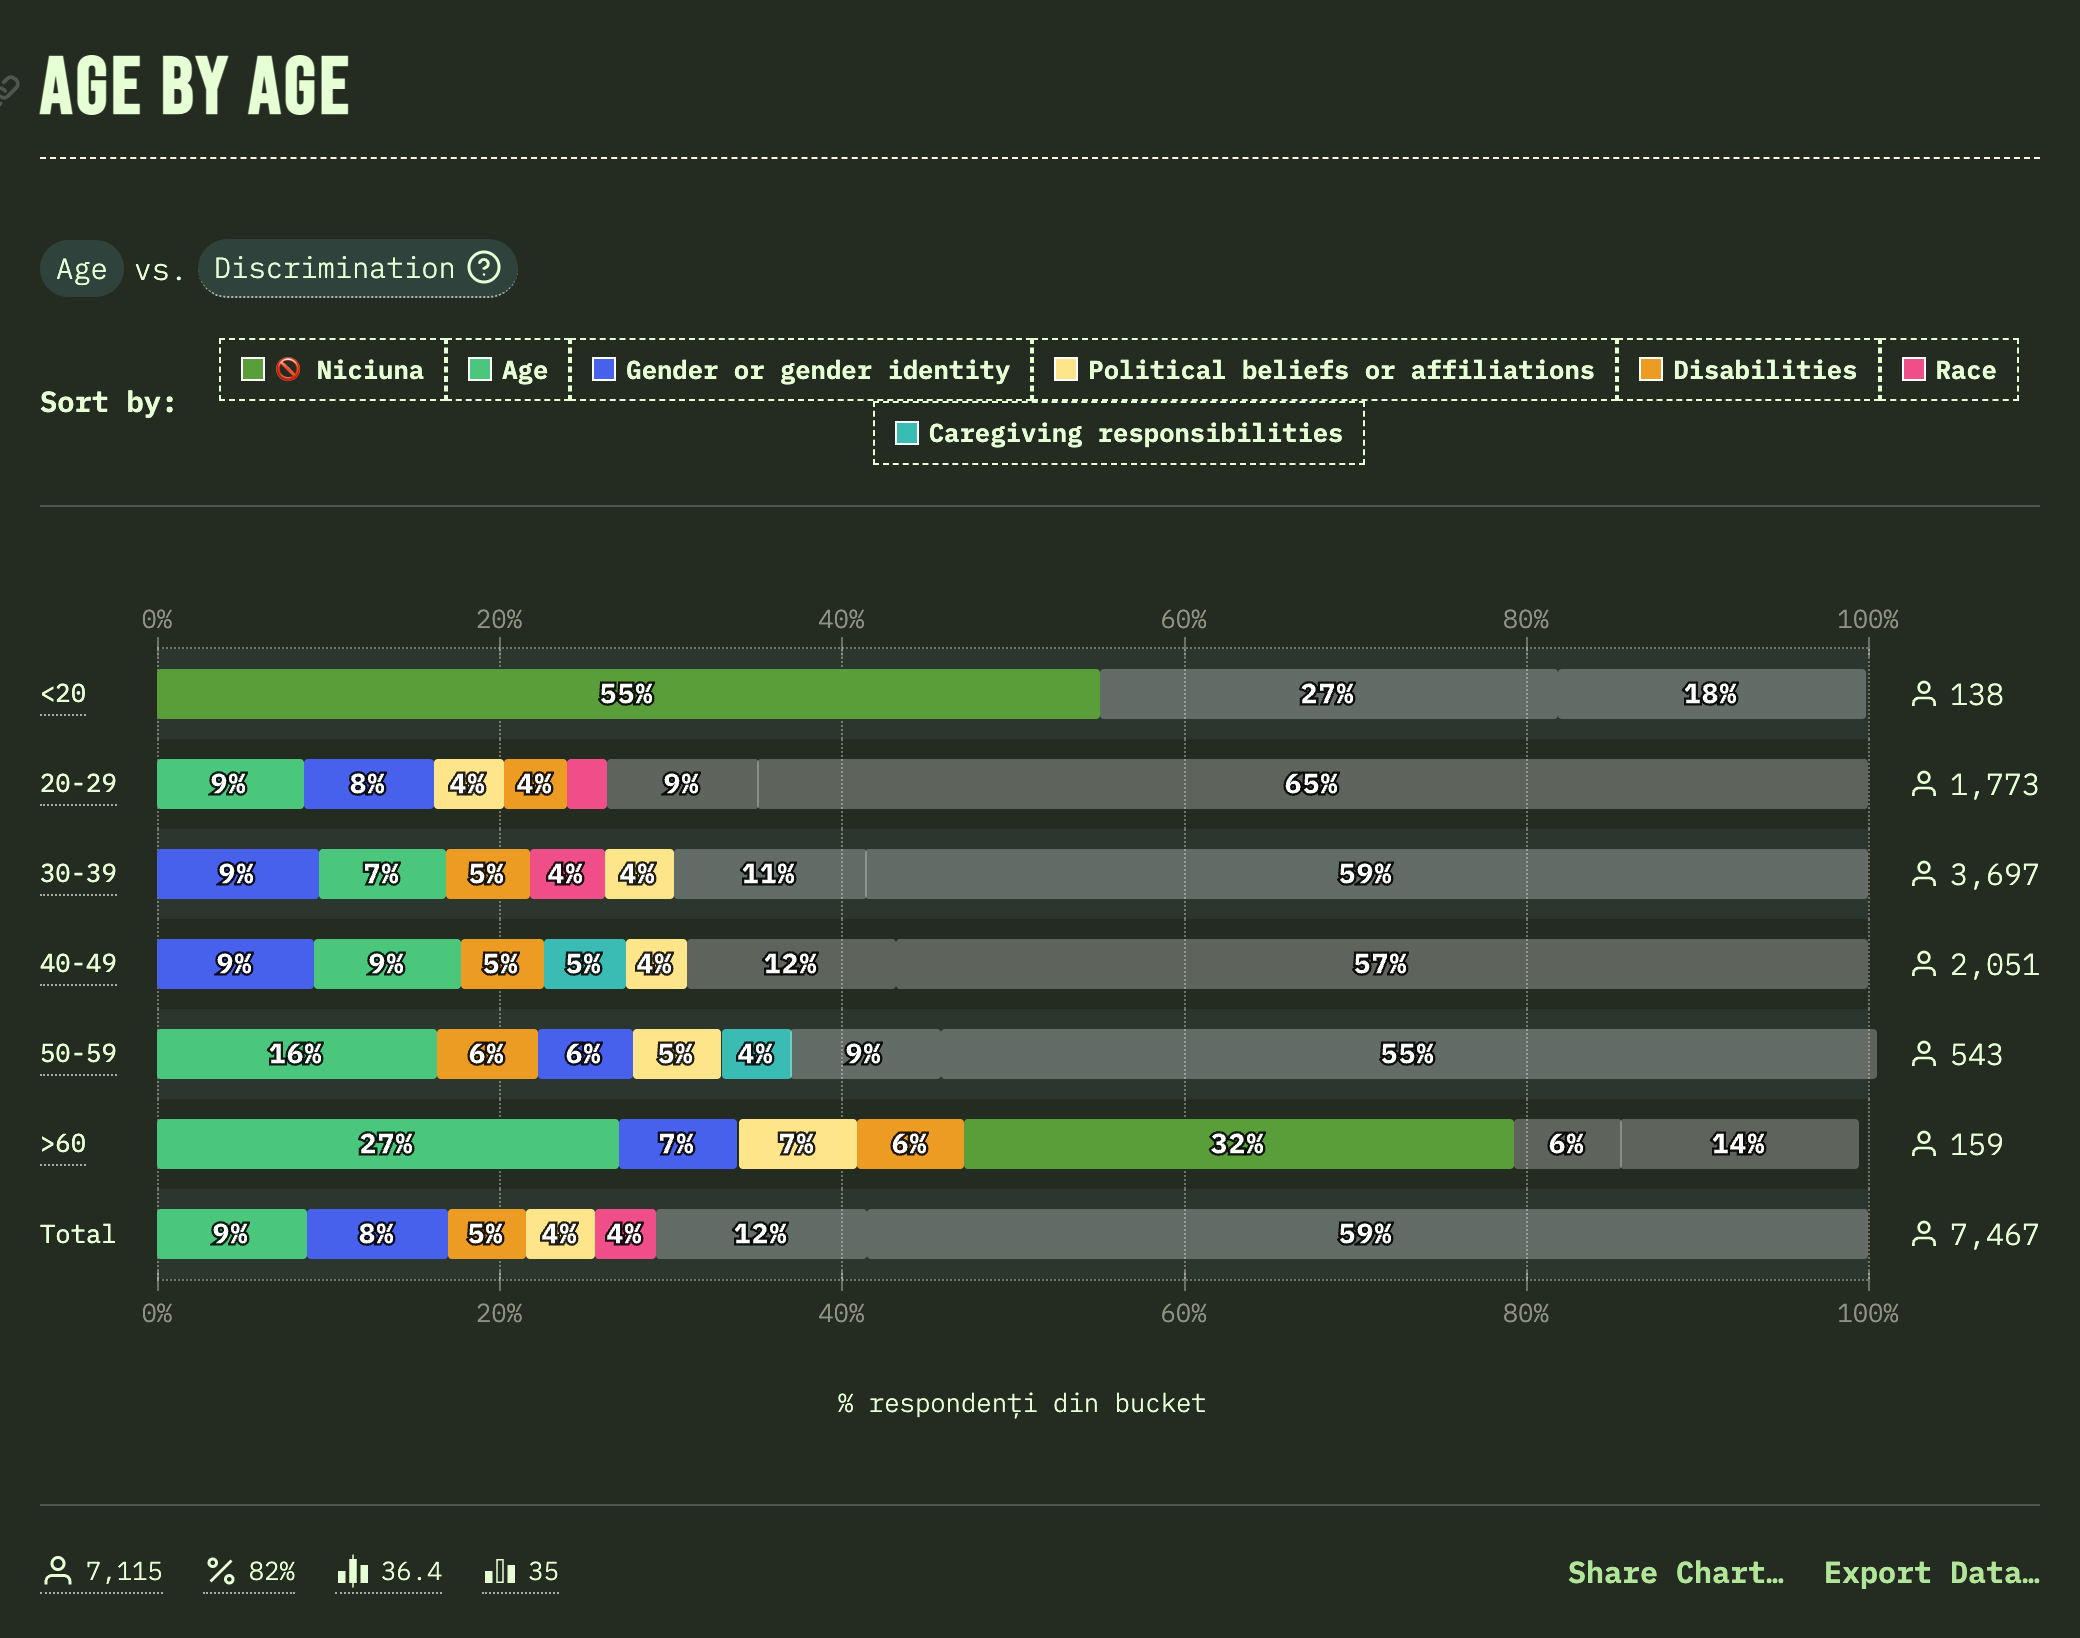 AGE BY AGE
Age vs. Discrimination
Sort by:
Niciuna Age Gender or gender identity Political beliefs or affiliations Disabilities Race
Caregiving responsibilities
0% 20% 40% 60% 80% 100%
<20 55% 27% 18% 138
20-29 9% 8% 4% 4% 9% 65% 1,773
30-39 9% 7% 5% 4% 4% 11% 59% 3,697
40-49 9% 9% 5% 5% 4% 12% 57% 2,051
50-59 16% 6% 6% 5% 4% 9% 55% 543
>60 27% 7% 7% 6% 32% 6% 14% 159
Total 9% 8% 5% 4% 4% 12% 59% 7,467
0% 20% 40% 60% 80% 100%
% respondenți din bucket
7,115 82% 36.4 35 Share Chart… Export Data…